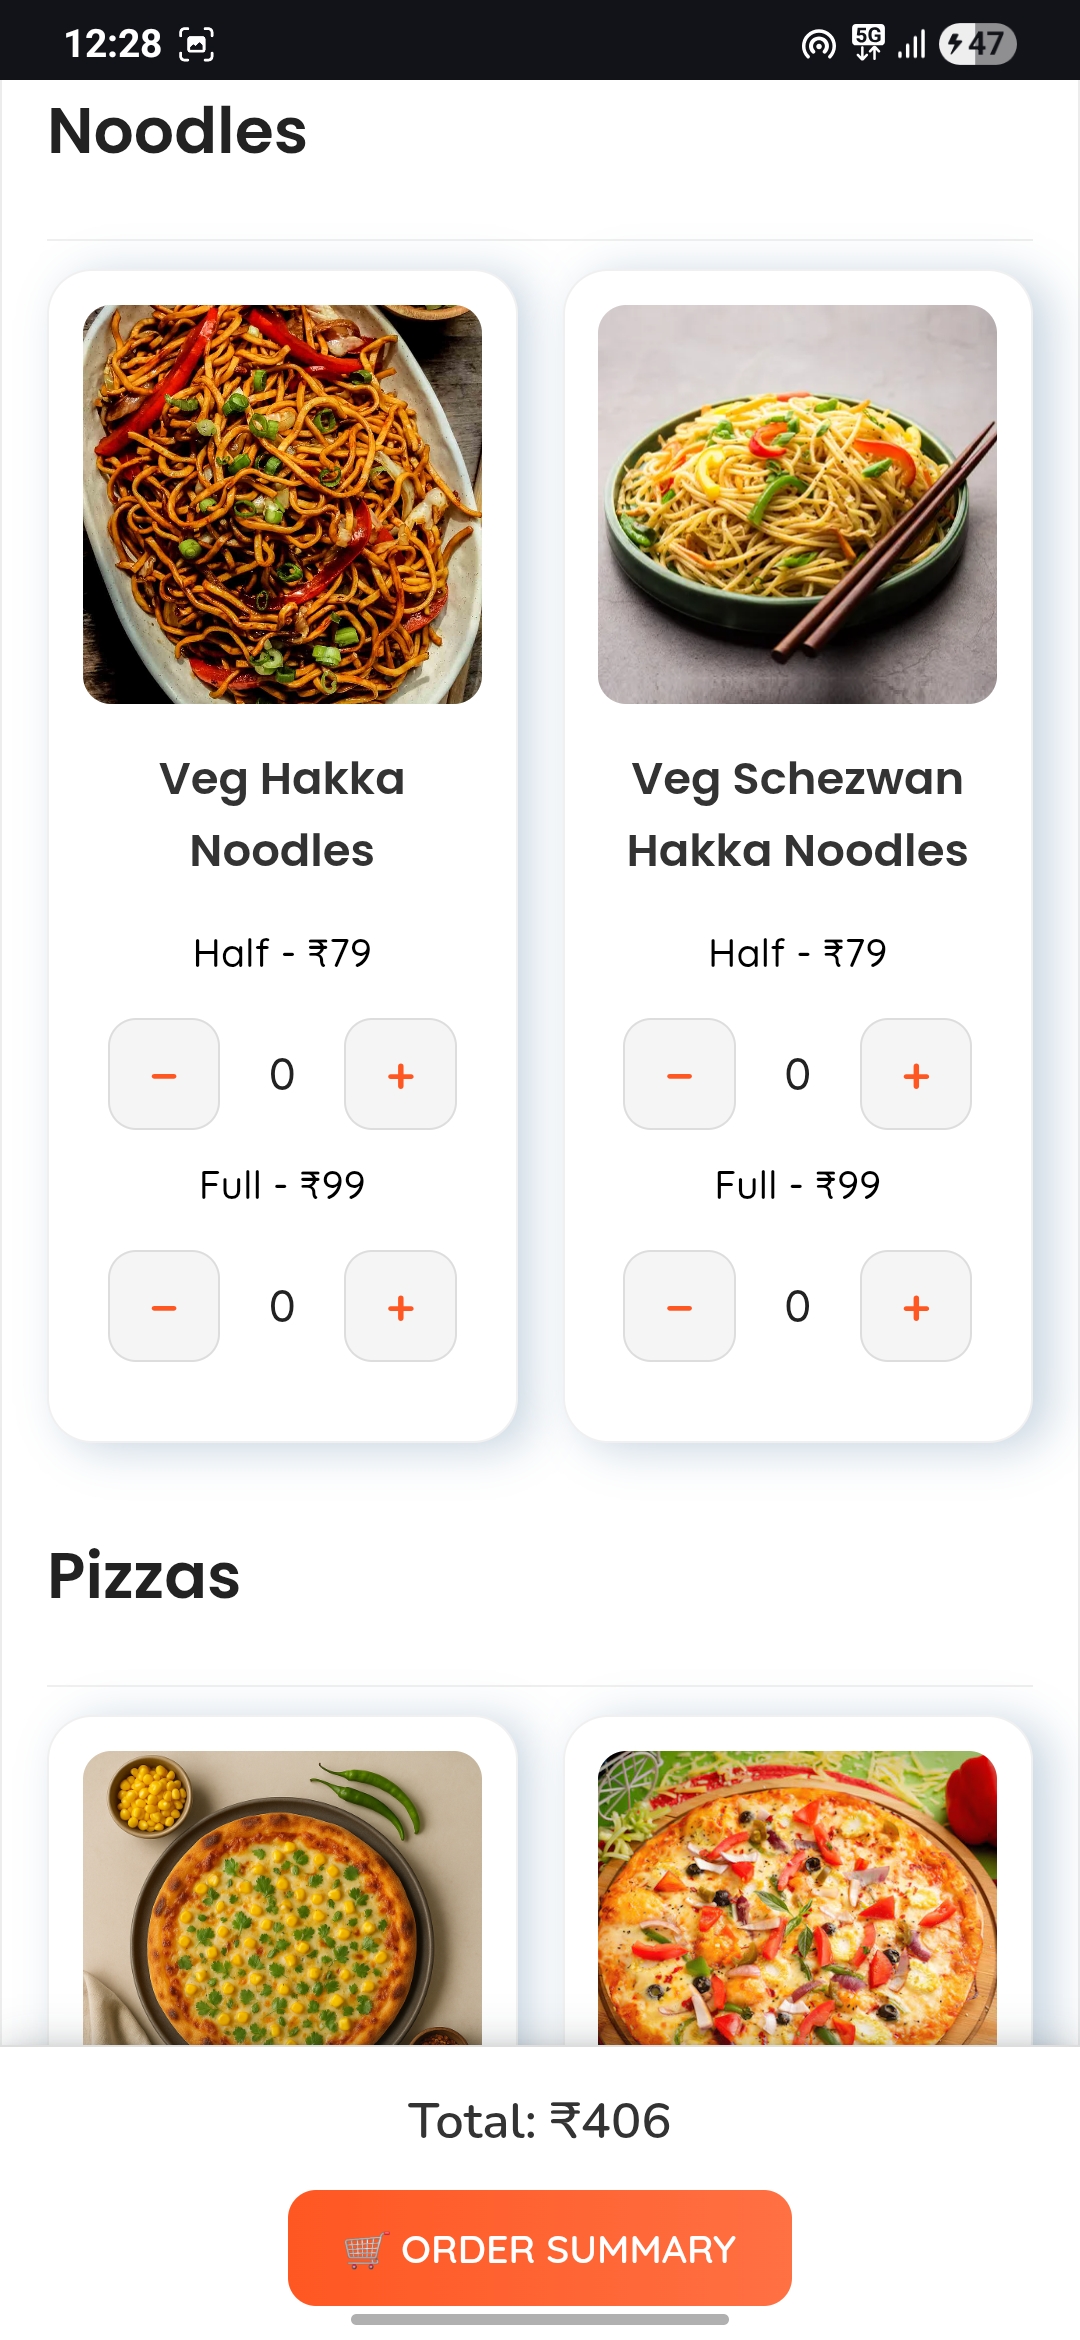 12:28 5G 47
Noodles
Veg Hakka
Noodles
Half - ₹79
− 0 +
Full - ₹99
− 0 +
Veg Schezwan
Hakka Noodles
Half - ₹79
− 0 +
Full - ₹99
− 0 +
Pizzas
Total: ₹406
🛒 ORDER SUMMARY